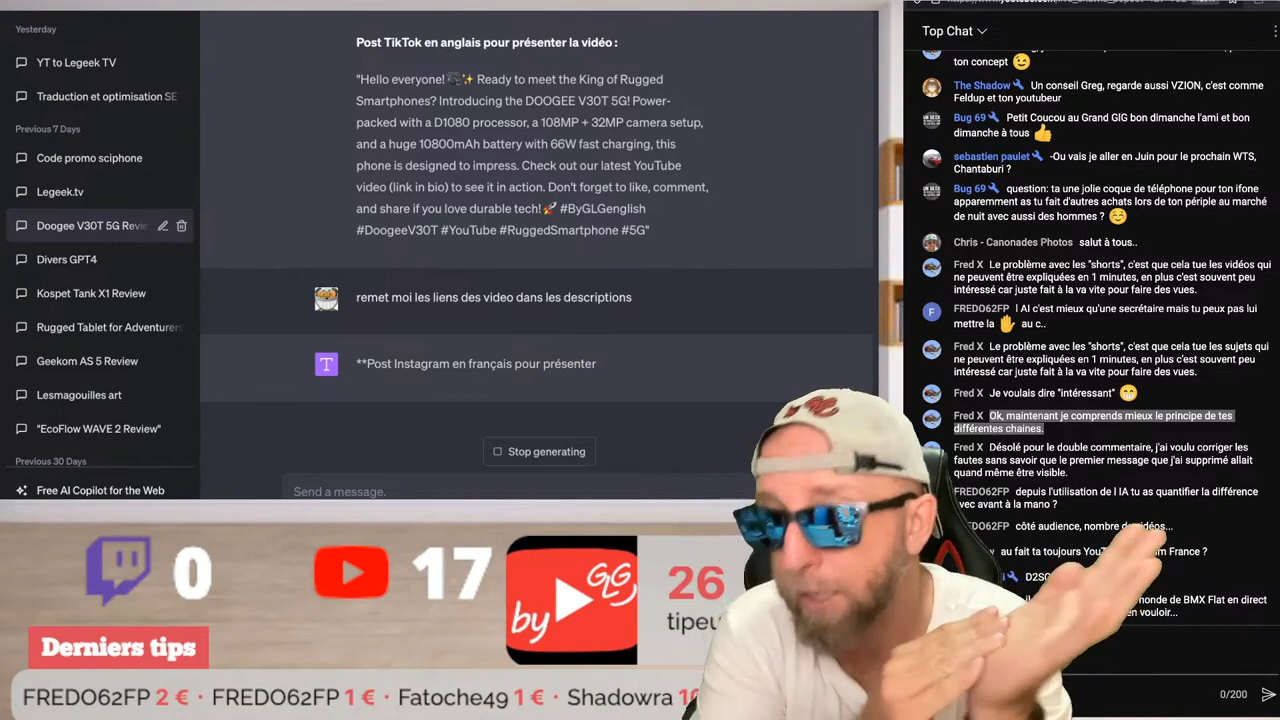 Yesterday
YT to Legeek TV
Traduction et optimisation SE
Previous 7 Days
Code promo sciphone
Legeek.tv
Doogee V30T 5G Revie
Divers GPT4
Kospet Tank X1 Review
Rugged Tablet for Adventurers
Geekom AS 5 Review
Lesmagouilles art
"EcoFlow WAVE 2 Review"
Previous 30 Days
Free AI Copilot for the Web
Post TikTok en anglais pour présenter la vidéo :
"Hello everyone! Ready to meet the King of Rugged
Smartphones? Introducing the DOOGEE V30T 5G! Power-
packed with a D1080 processor, a 108MP + 32MP camera setup,
and a huge 10800mAh battery with 66W fast charging, this
phone is designed to impress. Check out our latest YouTube
video (link in bio) to see it in action. Don't forget to like, comment,
and share if you love durable tech! #ByGLGenglish
#DoogeeV30T #YouTube #RuggedSmartphone #5G"
remet moi les liens des video dans les descriptions
T
**Post Instagram en français pour présenter
Stop generating
Send a message.
Top Chat
ton concept
The Shadow Un conseil Greg, regarde aussi VZION, c'est comme
Feldup et ton youtubeur
Bug 69 Petit Coucou au Grand GIG bon dimanche l'ami et bon
dimanche à tous
sebastien paulet -Ou vais je aller en Juin pour le prochain WTS,
Chantaburi ?
Bug 69 question: ta une jolie coque de téléphone pour ton ifone
apparemment as tu fait d'autres achats lors de ton périple au marché
de nuit avec aussi des hommes ?
Chris - Canonades Photos salut à tous..
Fred X Le problème avec les "shorts", c'est que cela tue les vidéos qui
ne peuvent être expliquées en 1 minutes, en plus c'est souvent peu
intéressé car juste fait à la va vite pour faire des vues.
F
FREDO62FP l AI c'est mieux qu'une secrétaire mais tu peux pas lui
mettre la au c..
Fred X Le problème avec les "shorts", c'est que cela tue les sujets qui
ne peuvent être expliquées en 1 minutes, en plus c'est souvent peu
intéressé car juste fait à la va vite pour faire des vues.
Fred X Je voulais dire "intéressant"
Fred X Ok, maintenant je comprends mieux le principe de tes
différentes chaines.
Fred X Désolé pour le double commentaire, j'ai voulu corriger les
fautes sans savoir que le premier message que j'ai supprimé allait
quand même être visible.
FREDO62FP depuis l'utilisation de l IA tu as quantifier la différence
avec avant à la mano ?
FREDO62FP côté audience, nombre de vidéos...
au fait ta toujours France ?
monde de BMX Flat en direct
en vouloir...
0/200
0
17
by GLG
26
tipeu
Derniers tips
FREDO62FP 2 € · FREDO62FP 1 € · Fatoche49 1 € · Shadowra